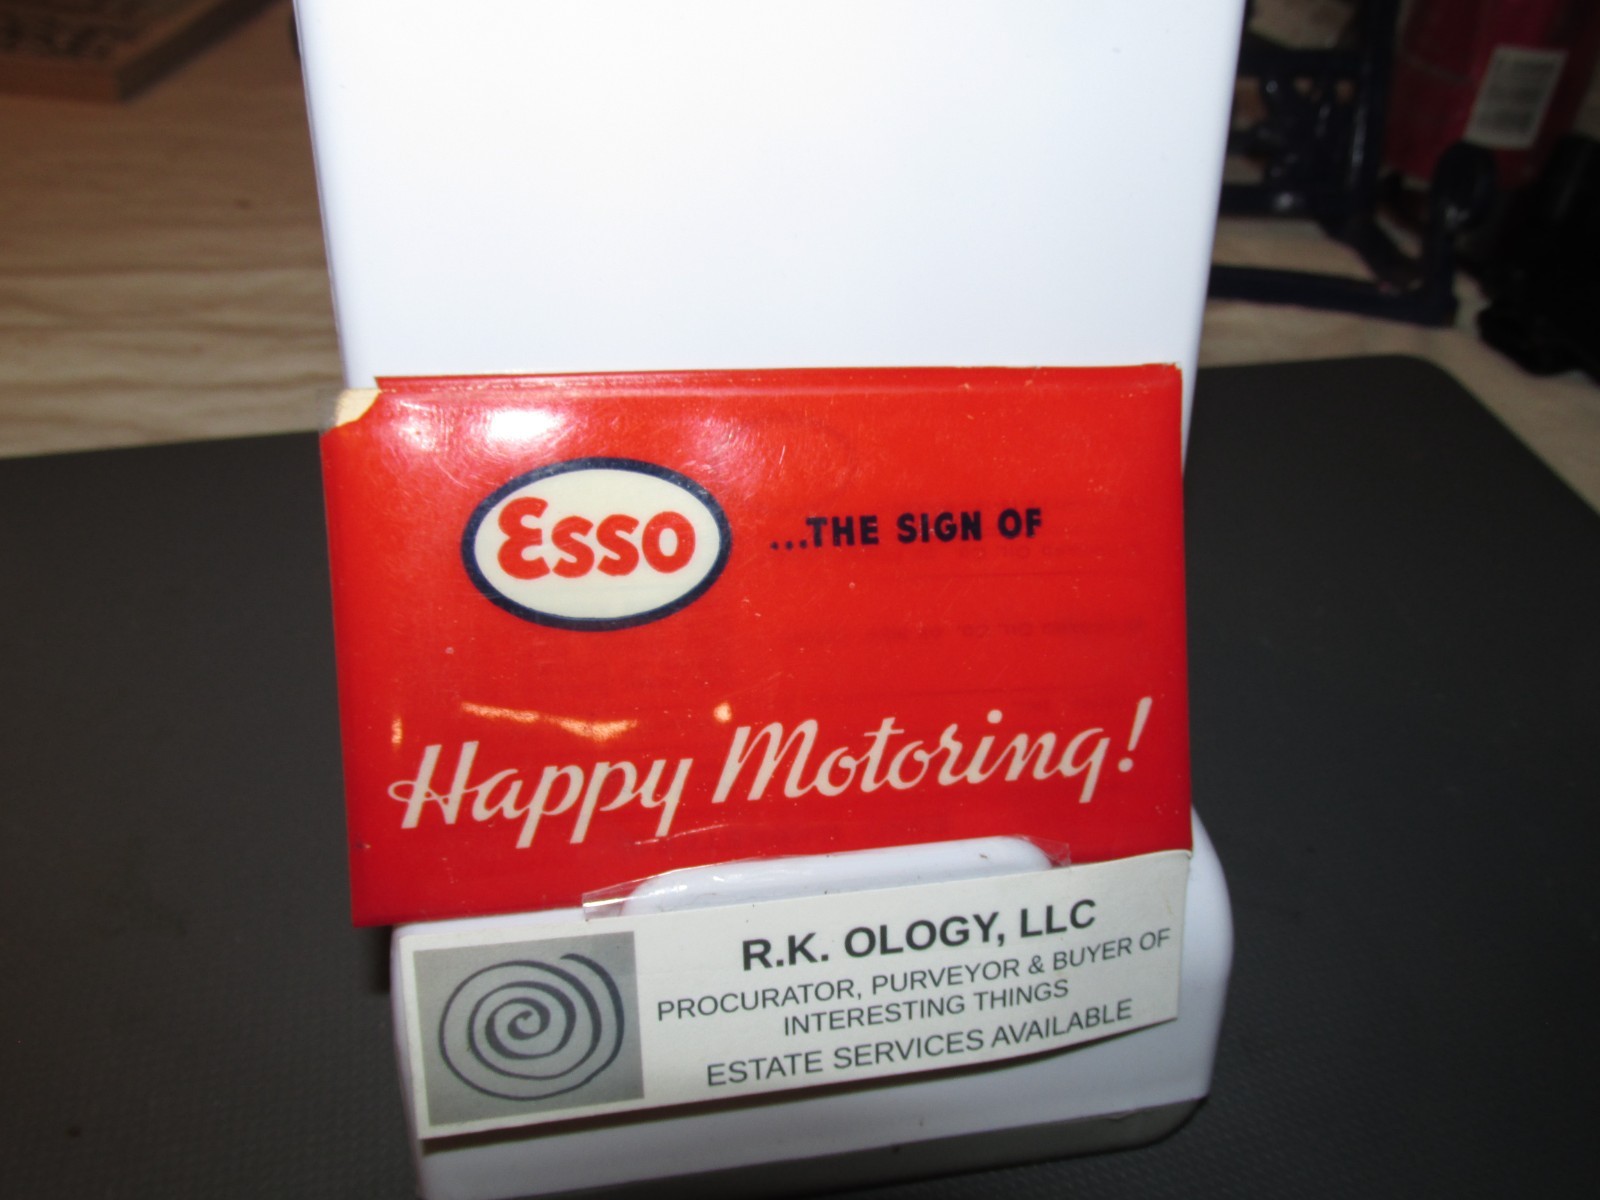 Esso
...THE SIGN OF
Happy Motoring!
R.K. OLOGY, LLC
PROCURATOR, PURVEYOR & BUYER OF
INTERESTING THINGS
ESTATE SERVICES AVAILABLE